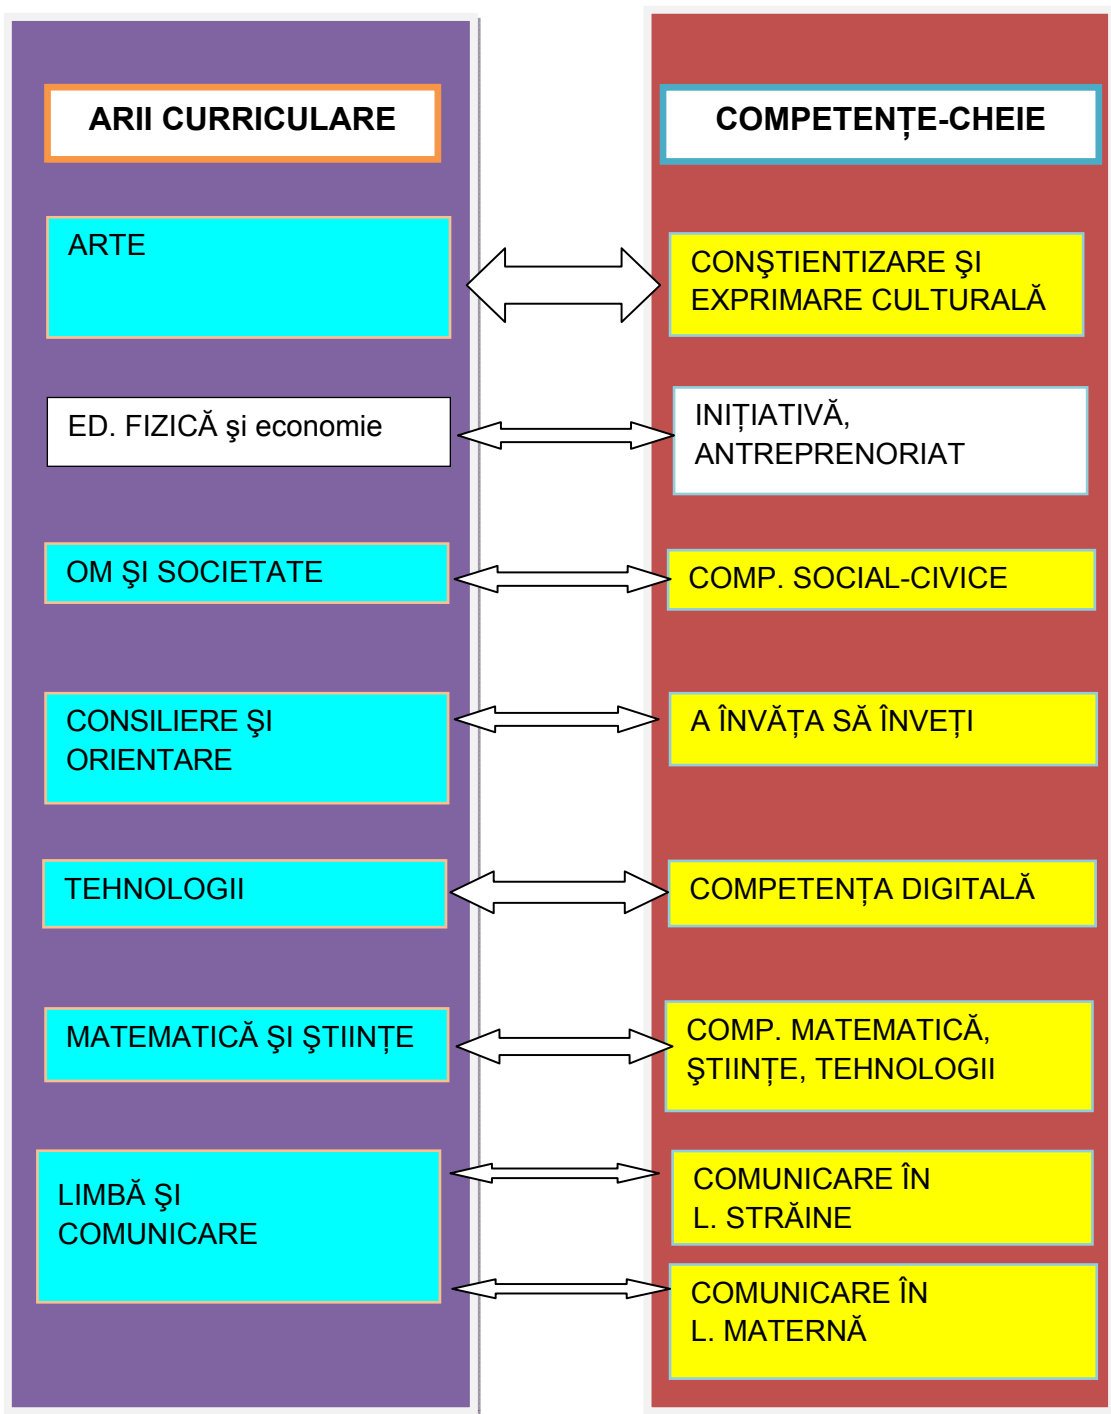 ARII CURRICULARE
COMPETENȚE-CHEIE
ARTE
CONŞTIENTIZARE ŞI
EXPRIMARE CULTURALĂ
ED. FIZICĂ şi economie
INIȚIATIVĂ,
ANTREPRENORIAT
OM ŞI SOCIETATE
COMP. SOCIAL-CIVICE
CONSILIERE ŞI
ORIENTARE
A ÎNVĂȚA SĂ ÎNVEȚI
TEHNOLOGII
COMPETENȚA DIGITALĂ
MATEMATICĂ ŞI ŞTIINȚE
COMP. MATEMATICĂ,
ŞTIINȚE, TEHNOLOGII
LIMBĂ ŞI
COMUNICARE
COMUNICARE ÎN
L. STRĂINE
COMUNICARE ÎN
L. MATERNĂ